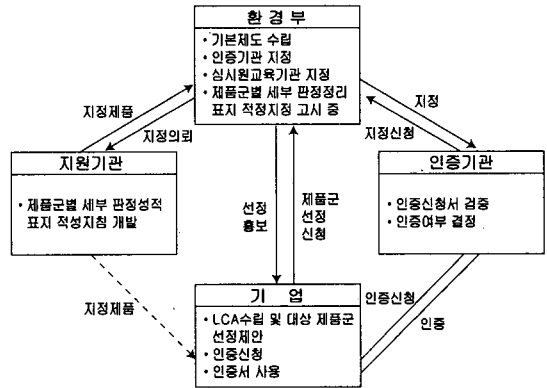 환 경 부
• 기본제도 수립
• 인증기관 지정
• 심시원교육기관 지정
• 제품군별 세부 판정정리
표지 적정지정 고시 중
지정제품
지정의뢰
지정
지정신청
지원기관
• 제품군별 세부 판정성적
표지 적성지침 개발
인증기관
• 인증신청서 검증
• 인증여부 결정
선정
홍보
제품군
선정
신청
지정제품
기 업
• LCA수립 및 대상 제품군
선정제안
• 인증신청
• 인증서 사용
인증신청
인증